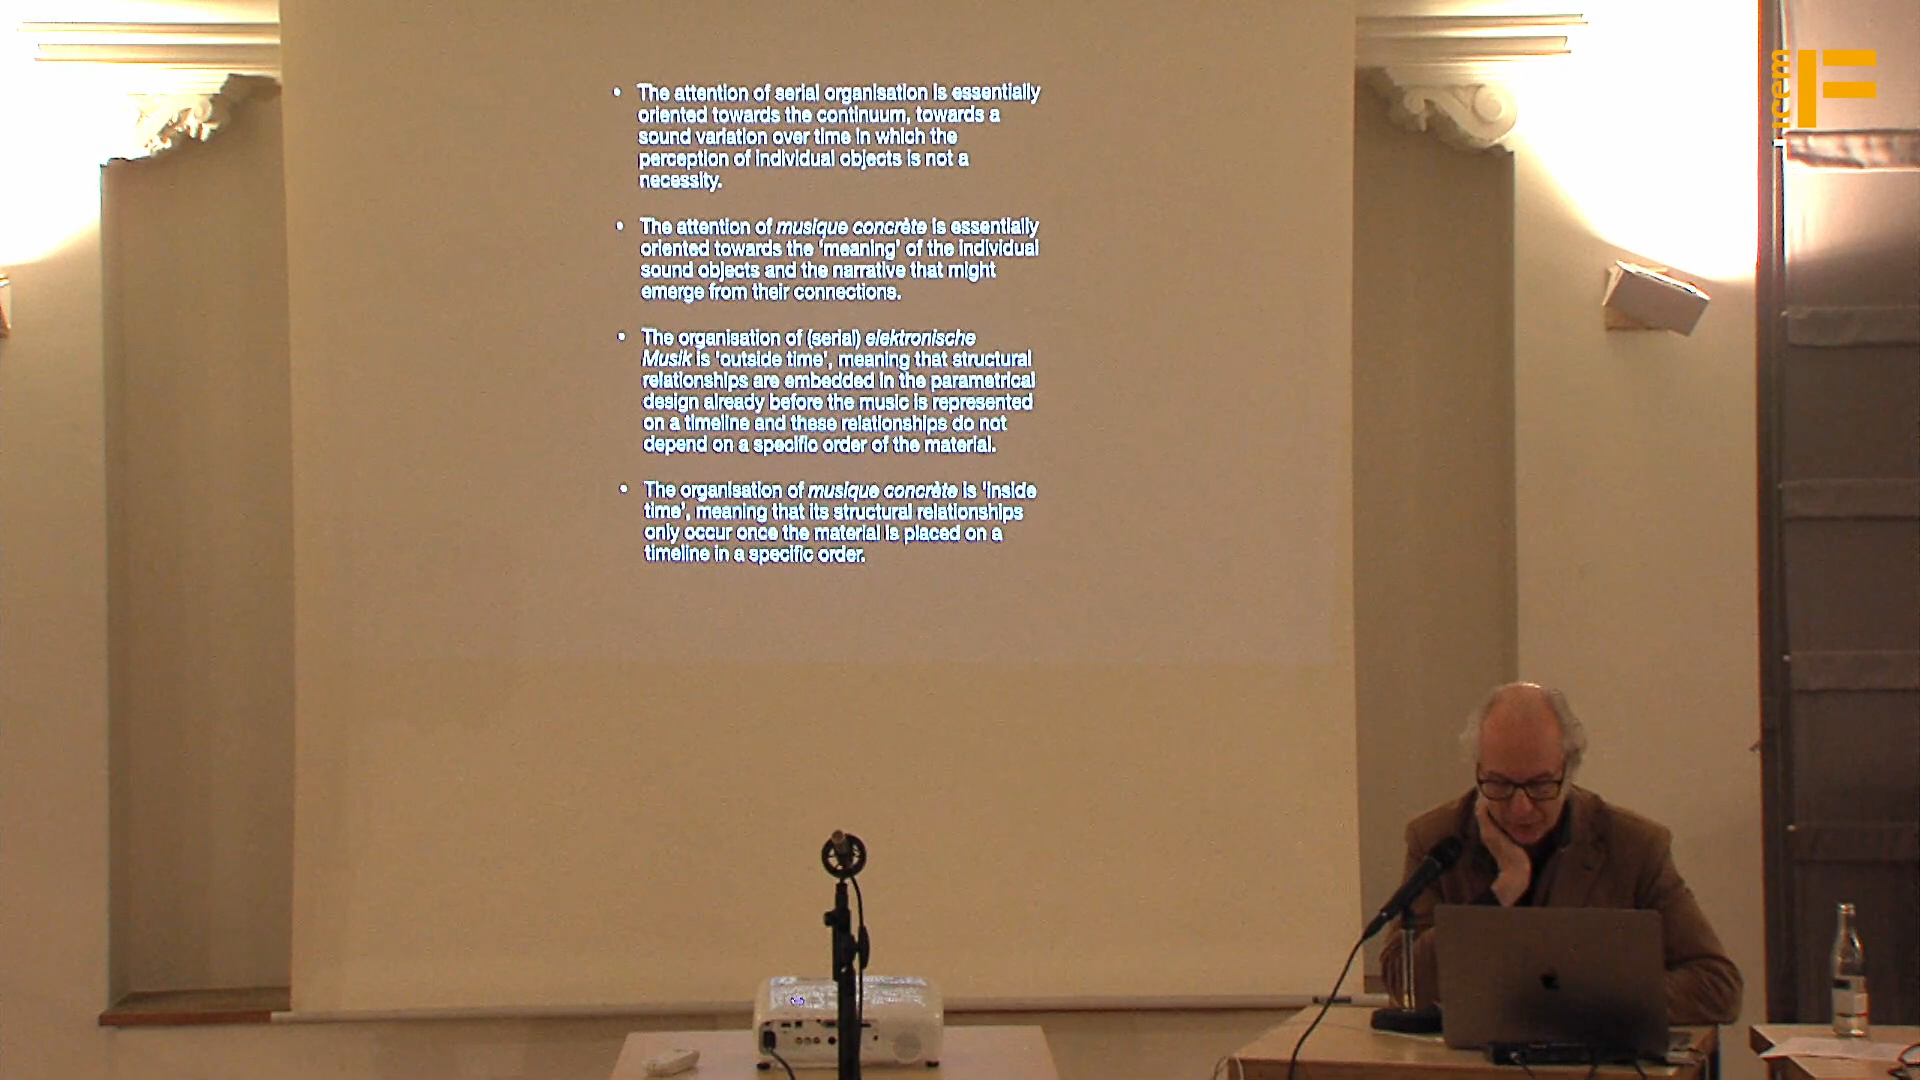 • The attention of serial organisation is essentially
oriented towards the continuum, towards a
sound variation over time in which the
perception of individual objects is not a
necessity.
• The attention of musique concrète is essentially
oriented towards the 'meaning' of the individual
sound objects and the narrative that might
emerge from their connections.
• The organisation of (serial) elektronische
Musik is 'outside time', meaning that structural
relationships are embedded in the parametrical
design already before the music is represented
on a timeline and these relationships do not
depend on a specific order of the material.
• The organisation of musique concrète is 'inside
time', meaning that its structural relationships
only occur once the material is placed on a
timeline in a specific order.
icem